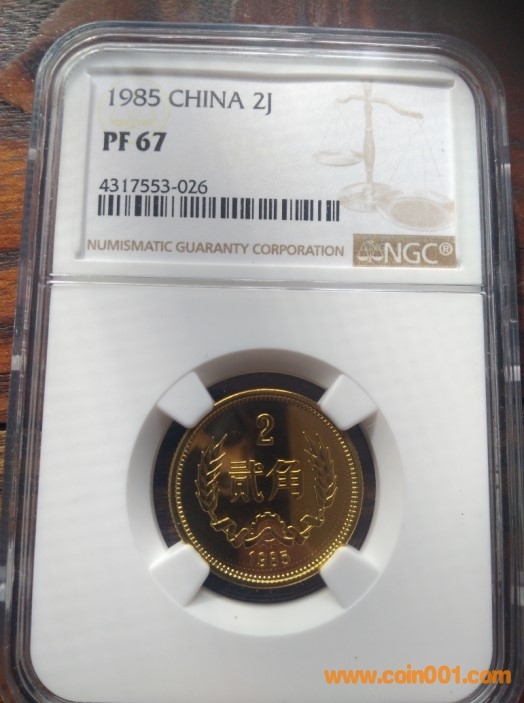 1985 CHINA 2J
PF 67
4317553-026
NUMISMATIC GUARANTY CORPORATION
NGC®
2
贰角
1985
www.coin001.com